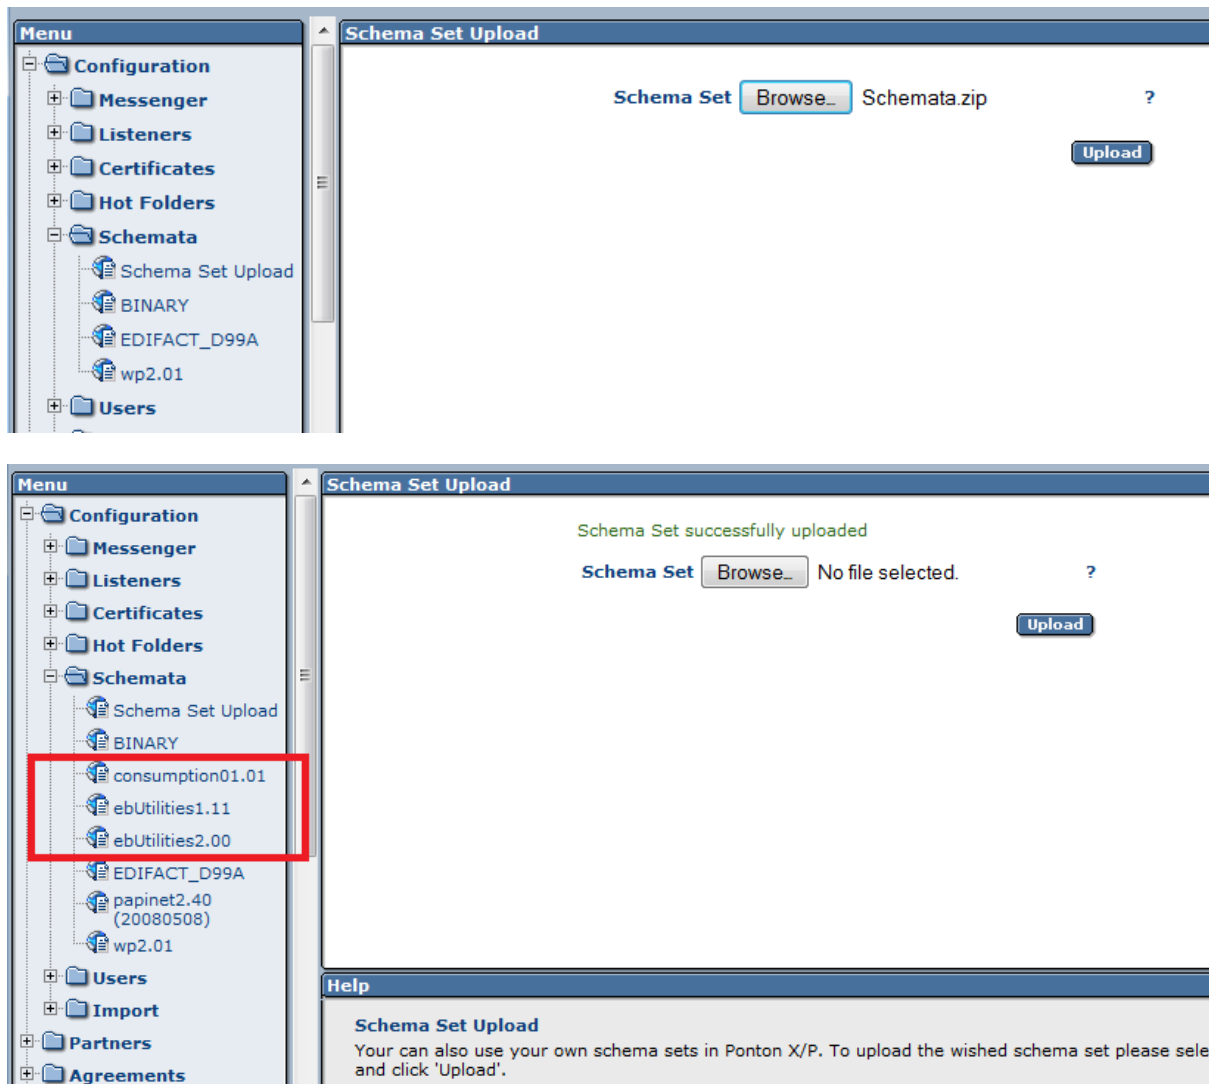 Menu
Configuration
Messenger
Listeners
Certificates
Hot Folders
Schemata
Schema Set Upload
BINARY
EDIFACT_D99A
wp2.01
Users
Schema Set Upload
Schema Set Browse... Schemata.zip ?
Upload
Menu
Configuration
Messenger
Listeners
Certificates
Hot Folders
Schemata
Schema Set Upload
BINARY
consumption01.01
ebUtilities1.11
ebUtilities2.00
EDIFACT_D99A
papinet2.40
(20080508)
wp2.01
Users
Import
Partners
Agreements
Schema Set Upload
Schema Set successfully uploaded
Schema Set Browse... No file selected. ?
Upload
Help
Schema Set Upload
Your can also use your own schema sets in Ponton X/P. To upload the wished schema set please sele
and click 'Upload'.